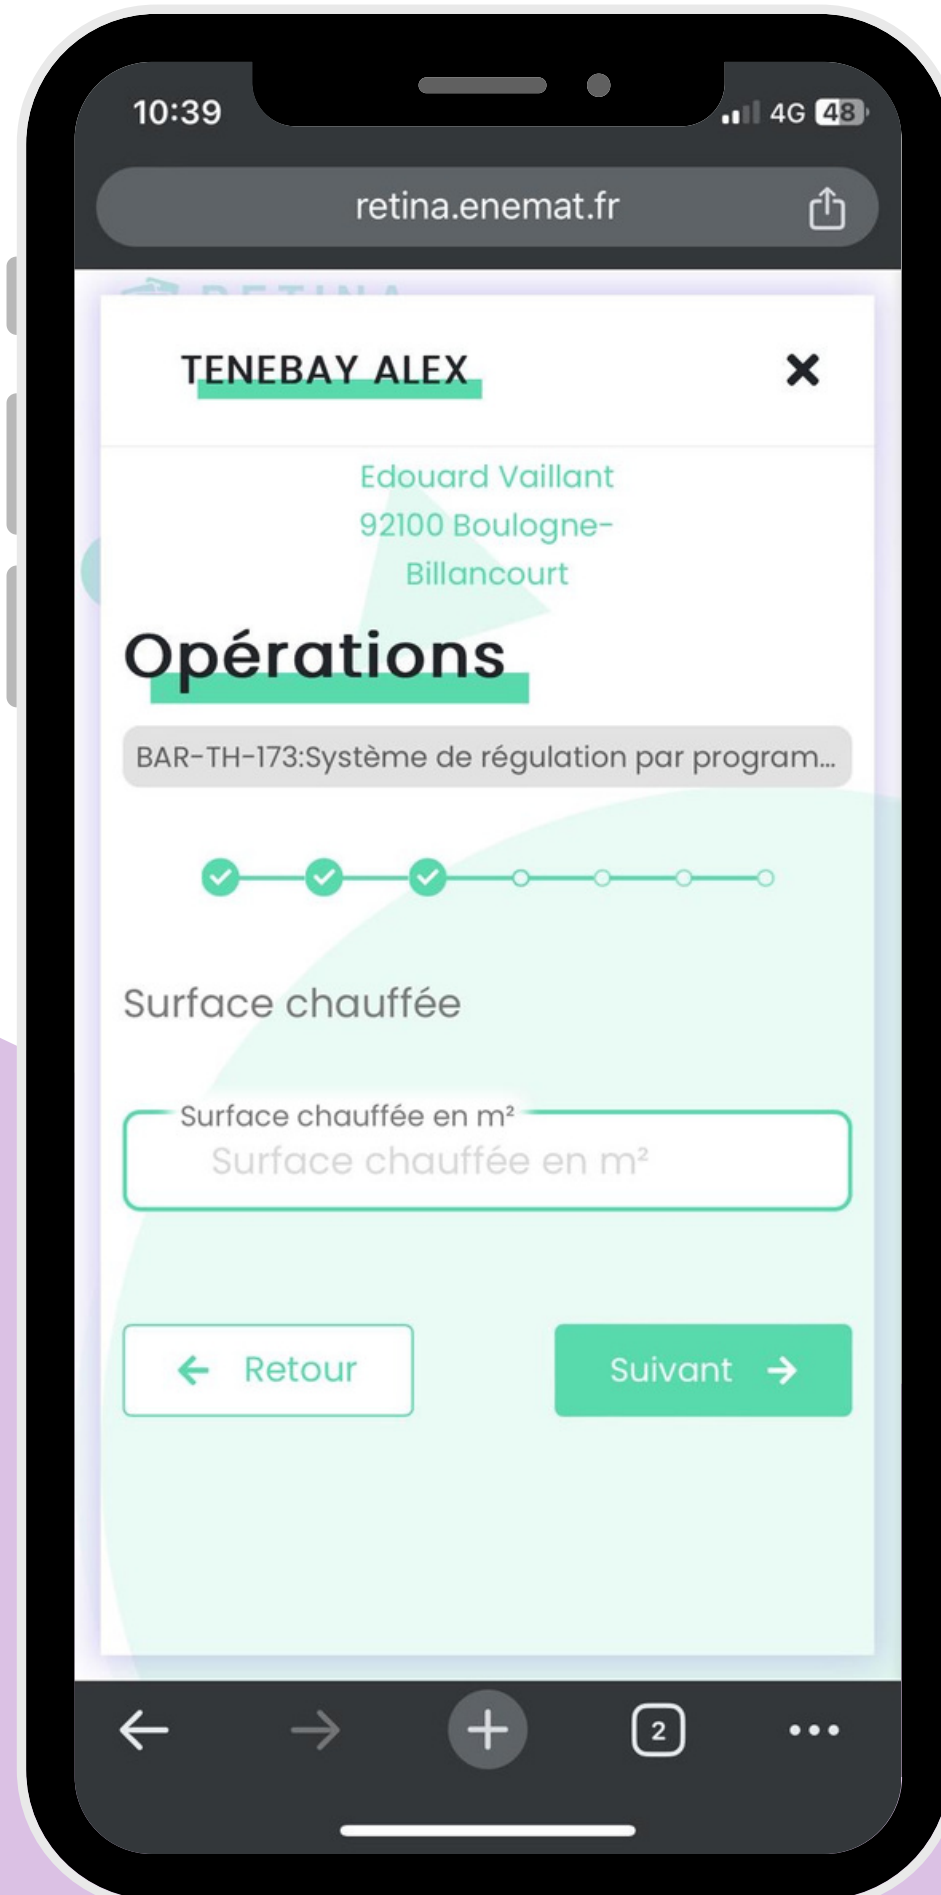 10:39
4G 48
retina.enemat.fr
RETINA
TENEBAY ALEX
Edouard Vaillant
92100 Boulogne-
Billancourt
Opérations
BAR-TH-173:Système de régulation par program...
Surface chauffée
Surface chauffée en m²
Surface chauffée en m²
Retour
Suivant
2